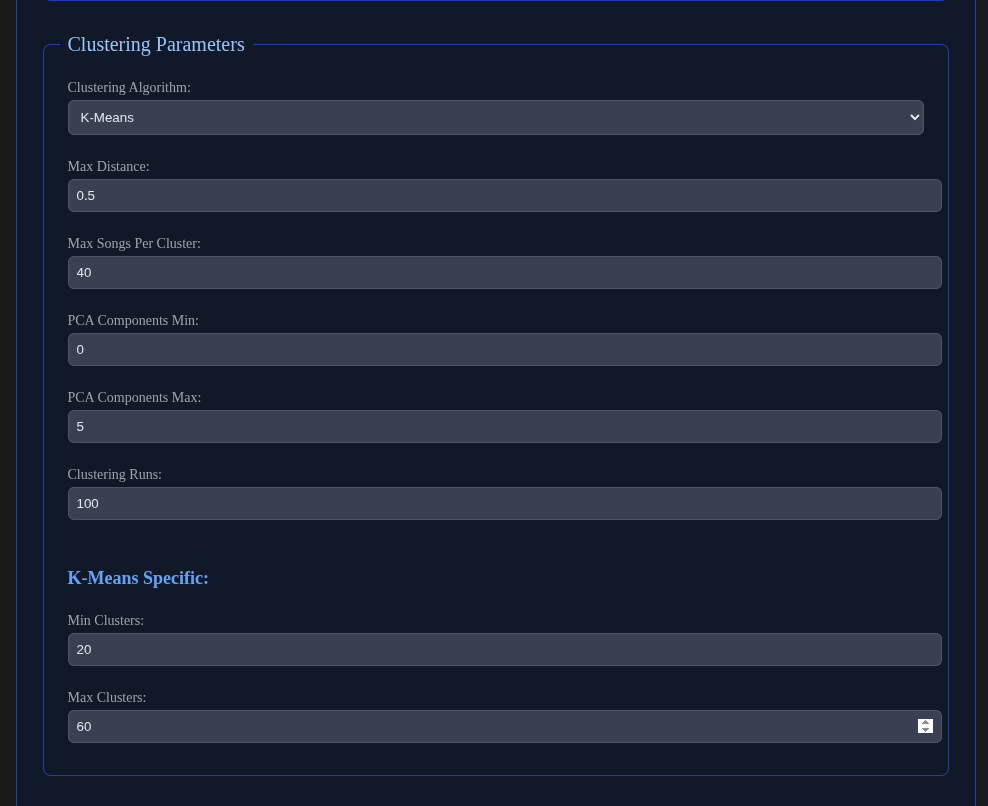 Clustering Parameters
Clustering Algorithm:
K-Means
Max Distance:
0.5
Max Songs Per Cluster:
40
PCA Components Min:
0
PCA Components Max:
5
Clustering Runs:
100
K-Means Specific:
Min Clusters:
20
Max Clusters:
60